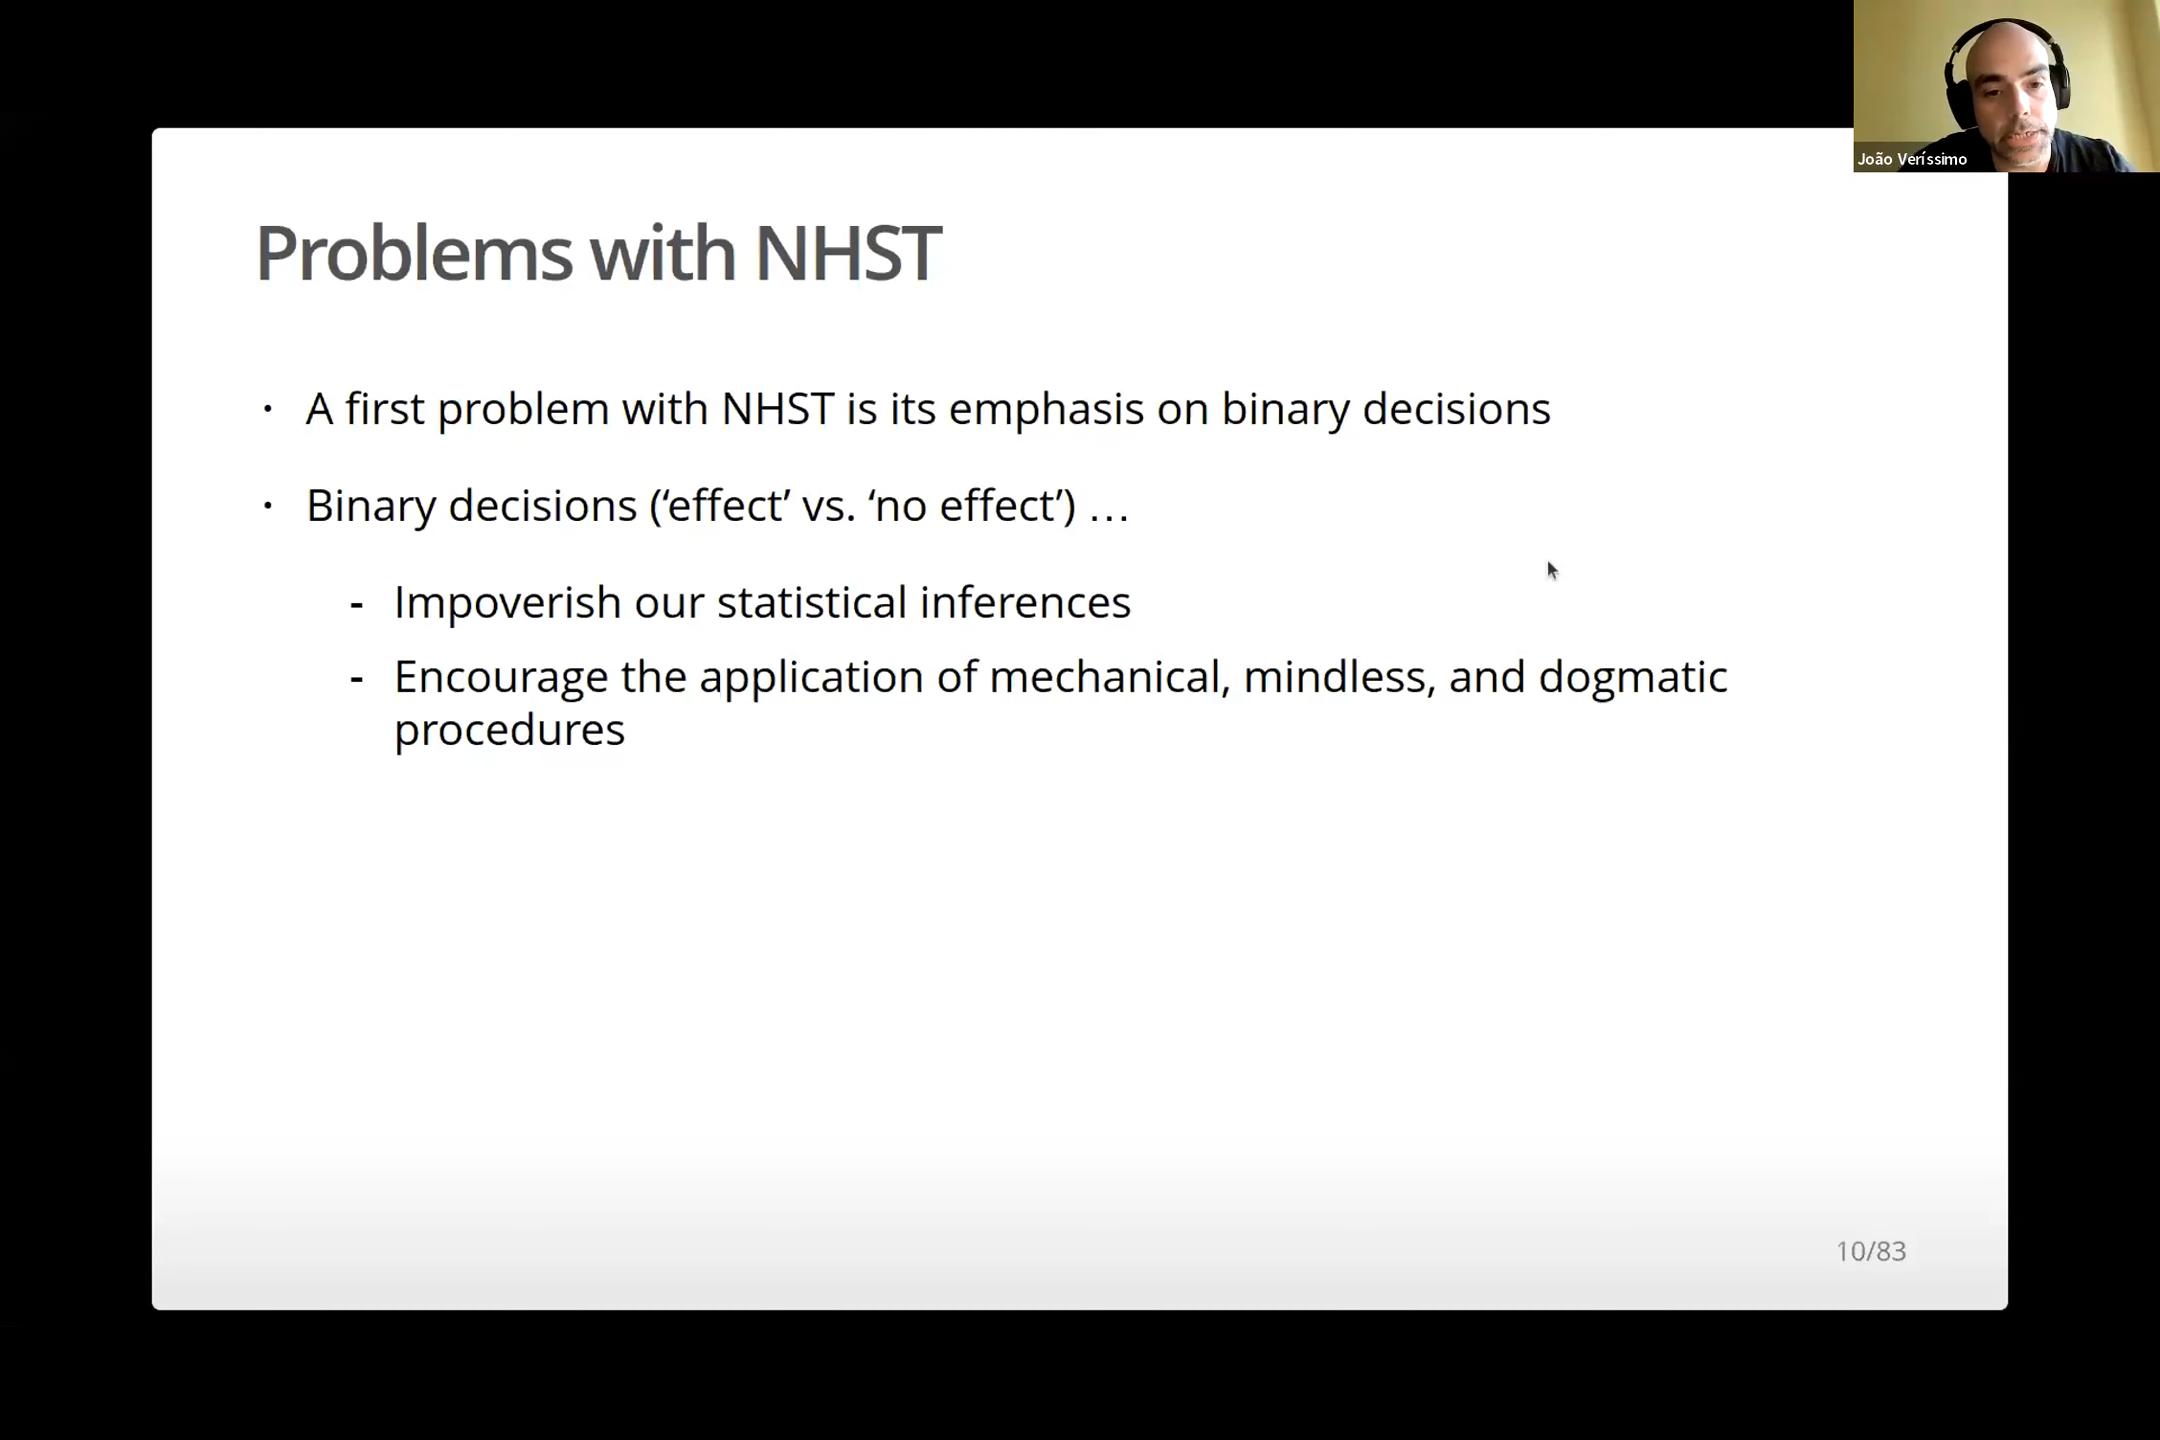 João Veríssimo
Problems with NHST
· A first problem with NHST is its emphasis on binary decisions
· Binary decisions (‘effect’ vs. ‘no effect’) …
- Impoverish our statistical inferences
- Encourage the application of mechanical, mindless, and dogmatic
procedures
10/83